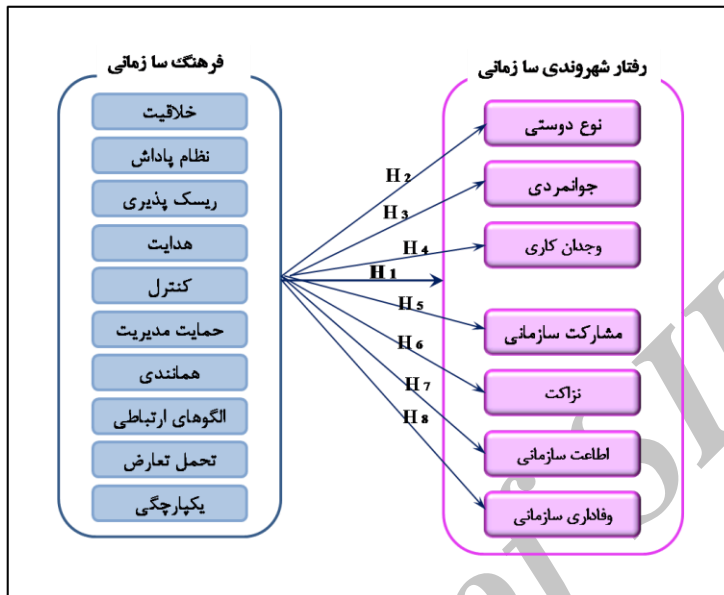 فرهنگ سا زمانی
خلاقیت
نظام پاداش
ریسک پذیری
هدایت
کنترل
حمایت مدیریت
همانندی
الگوهای ارتباطی
تحمل تعارض
یکپارچگی
H 2
H 3
H 4
H 1
H 5
H 6
H 7
H 8
رفتار شهروندی سا زمانی
نوع دوستی
جوانمردی
وجدان کاری
مشارکت سازمانی
نزاکت
اطاعت سازمانی
وفاداری سازمانی